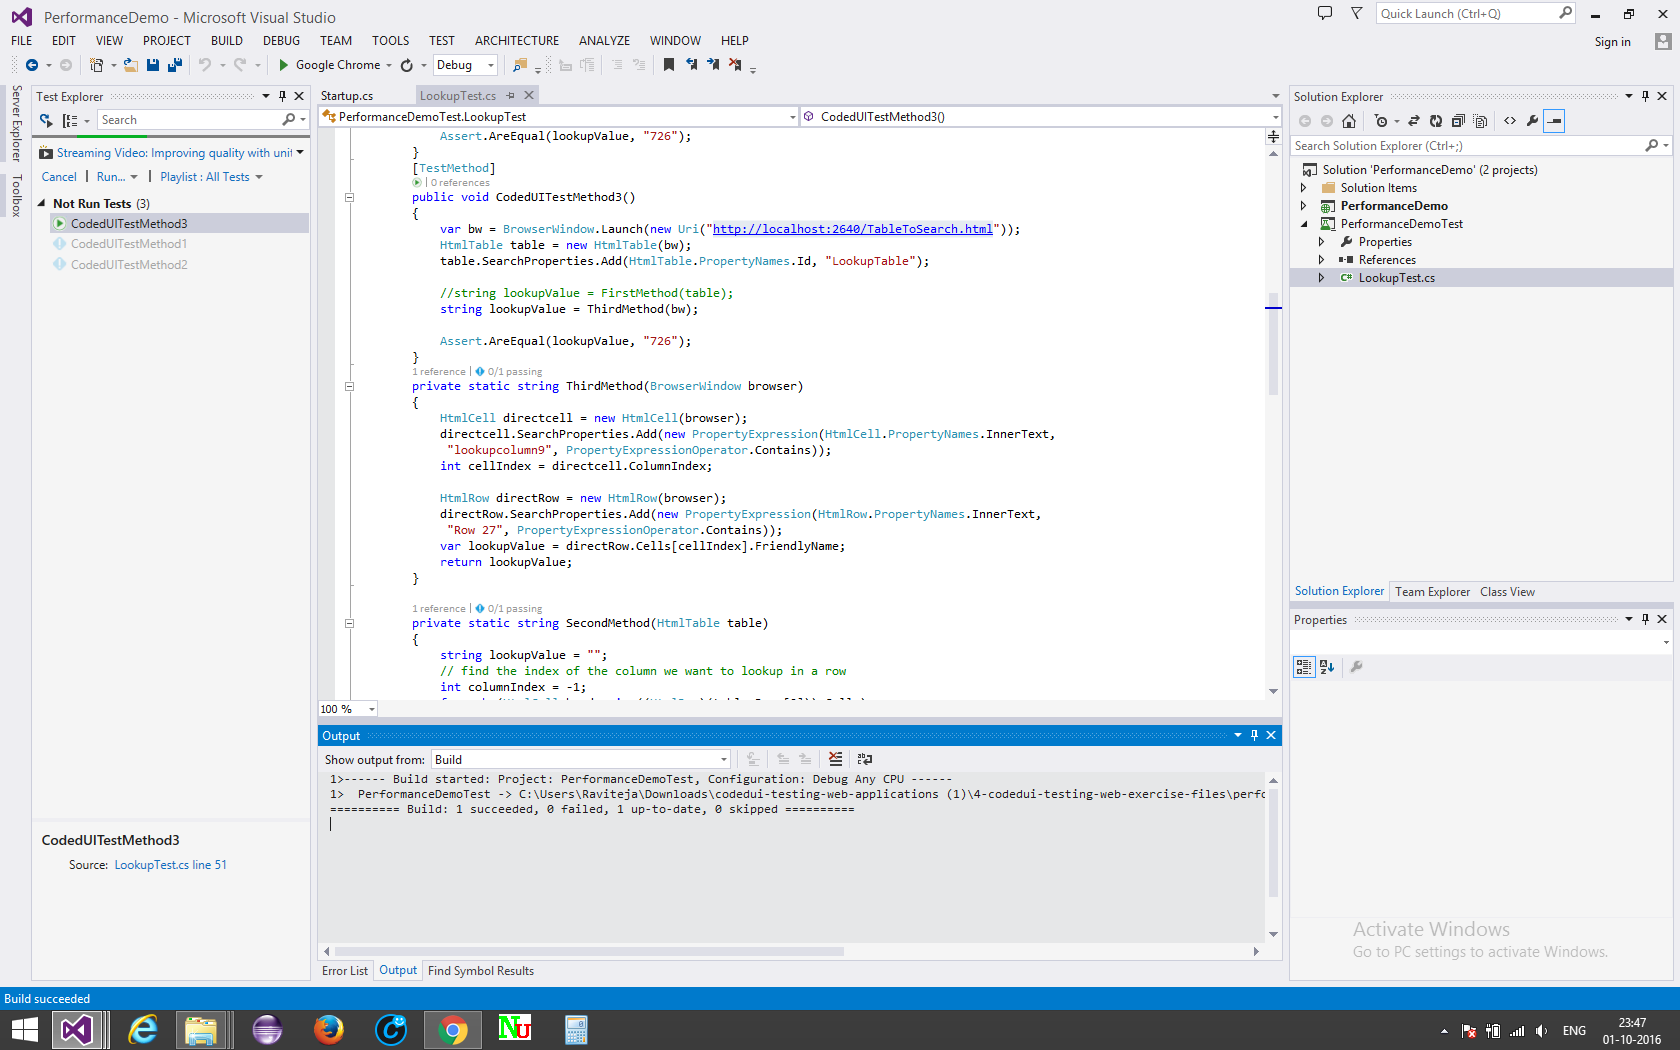 PerformanceDemo - Microsoft Visual Studio
Quick Launch (Ctrl+Q)
FILE EDIT VIEW PROJECT BUILD DEBUG TEAM TOOLS TEST ARCHITECTURE ANALYZE WINDOW HELP
Sign in
Google Chrome Debug
Server Explorer
Toolbox
Test Explorer
Search
Streaming Video: Improving quality with unit
Cancel | Run... | Playlist : All Tests
Not Run Tests (3)
CodedUITestMethod3
CodedUITestMethod1
CodedUITestMethod2
CodedUITestMethod3
Source: LookupTest.cs line 51
Startup.cs LookupTest.cs
PerformanceDemoTest.LookupTest CodedUITestMethod3()
Assert.AreEqual(lookupValue, "726");
}
[TestMethod]
| 0 references
public void CodedUITestMethod3()
{
var bw = BrowserWindow.Launch(new Uri("http://localhost:2640/TableToSearch.html"));
HtmlTable table = new HtmlTable(bw);
table.SearchProperties.Add(HtmlTable.PropertyNames.Id, "LookupTable");
//string lookupValue = FirstMethod(table);
string lookupValue = ThirdMethod(bw);
Assert.AreEqual(lookupValue, "726");
}
1 reference | 0/1 passing
private static string ThirdMethod(BrowserWindow browser)
{
HtmlCell directcell = new HtmlCell(browser);
directcell.SearchProperties.Add(new PropertyExpression(HtmlCell.PropertyNames.InnerText,
"lookupcolumn9", PropertyExpressionOperator.Contains));
int cellIndex = directcell.ColumnIndex;
HtmlRow directRow = new HtmlRow(browser);
directRow.SearchProperties.Add(new PropertyExpression(HtmlRow.PropertyNames.InnerText,
"Row 27", PropertyExpressionOperator.Contains));
var lookupValue = directRow.Cells[cellIndex].FriendlyName;
return lookupValue;
}
1 reference | 0/1 passing
private static string SecondMethod(HtmlTable table)
{
string lookupValue = "";
// find the index of the column we want to lookup in a row
int columnIndex = -1;
100 %
Output
Show output from: Build
1>------ Build started: Project: PerformanceDemoTest, Configuration: Debug Any CPU ------
1> PerformanceDemoTest -> C:\Users\Raviteja\Downloads\codedui-testing-web-applications (1)\4-codedui-testing-web-exercise-files\perfo
========== Build: 1 succeeded, 0 failed, 1 up-to-date, 0 skipped ==========
Error List Output Find Symbol Results
Solution Explorer
Search Solution Explorer (Ctrl+;)
Solution 'PerformanceDemo' (2 projects)
Solution Items
PerformanceDemo
PerformanceDemoTest
Properties
References
C# LookupTest.cs
Solution Explorer Team Explorer Class View
Properties
Activate Windows
Go to PC settings to activate Windows.
Build succeeded
NU
ENG
23:47
01-10-2016